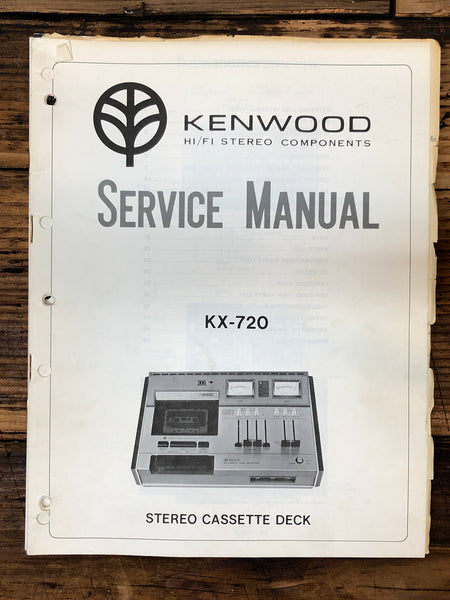 KENWOOD
HI/FI STEREO COMPONENTS
SERVICE MANUAL
KX-720
STEREO CASSETTE DECK